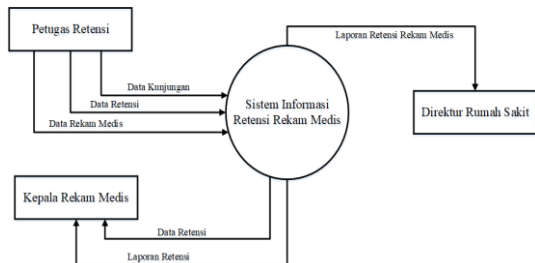 Petugas Retensi
Laporan Retensi Rekam Medis
Data Kunjungan
Data Retensi
Data Rekam Medis
Sistem Informasi
Retensi Rekam Medis
Direktur Rumah Sakit
Kepala Rekam Medis
Data Retensi
Laporan Retensi